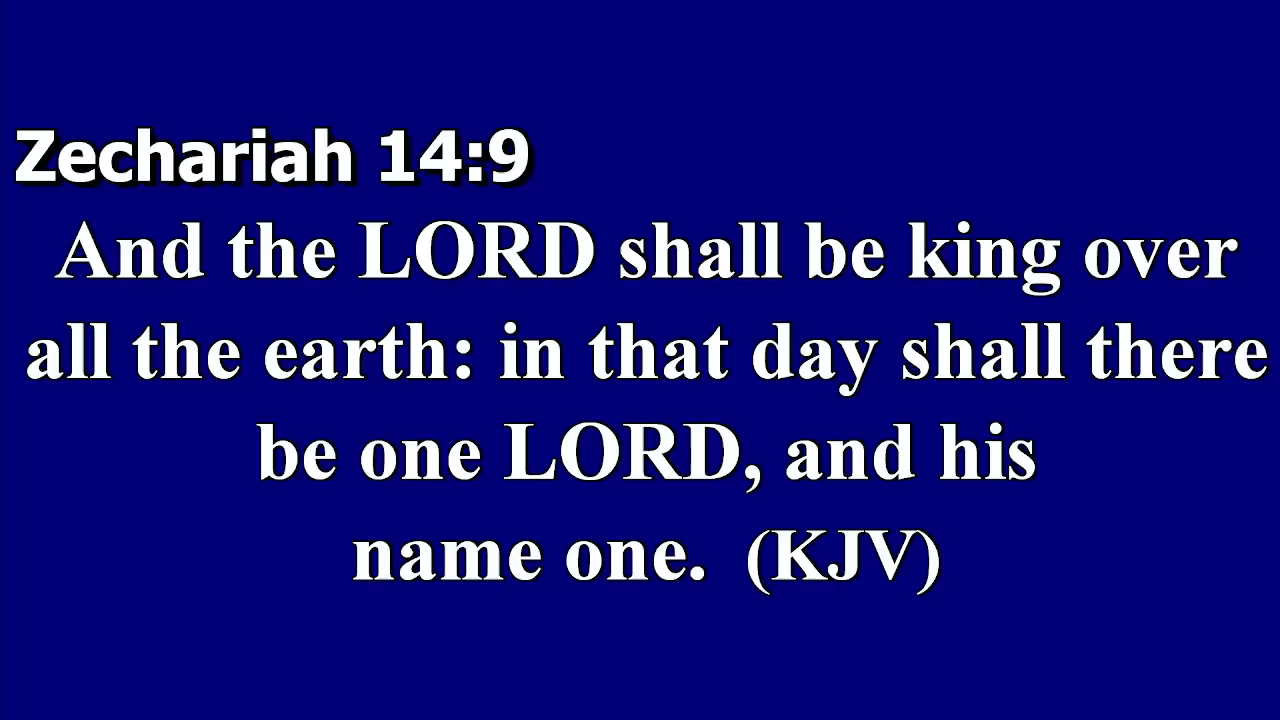 Zechariah 14:9
And the LORD shall be king over
all the earth: in that day shall there
be one LORD, and his
name one. (KJV)